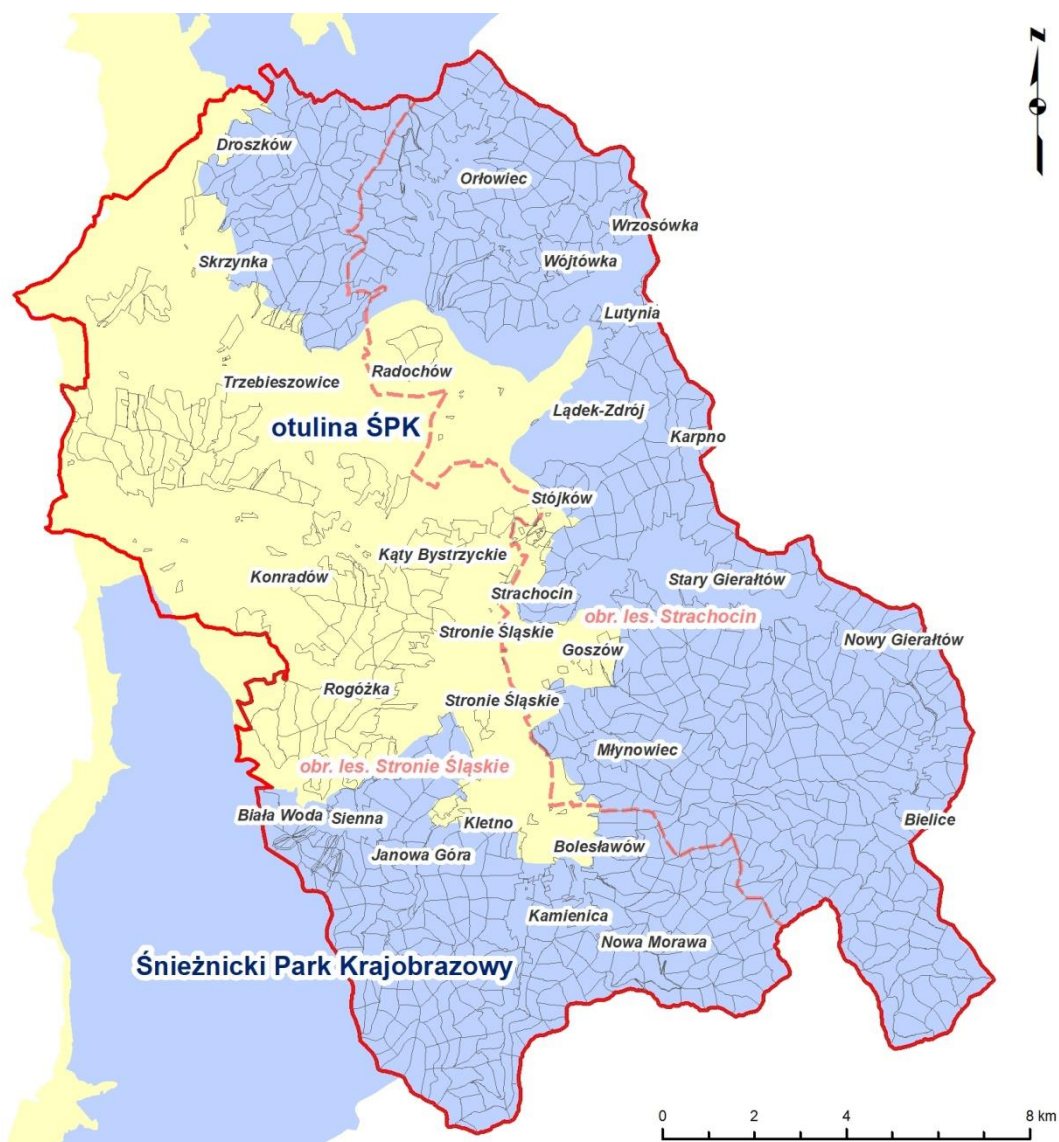 N
Droszków
Orłowiec
Wrzosówka
Skrzynka
Wójtówka
Lutynia
Radochów
Trzebieszowice
otulina ŚPK
Lądek-Zdrój
Karpno
Stójków
Kąty Bystrzyckie
Konradów
Stary Gierałtów
Strachocin
obr. les. Strachocin
Stronie Śląskie
Nowy Gierałtów
Goszów
Rogóżka
Stronie Śląskie
Młynowiec
obr. les. Stronie Śląskie
Biała Woda
Sienna
Kletno
Bielice
Janowa Góra
Bolesławów
Kamienica
Nowa Morawa
Śnieżnicki Park Krajobrazowy
0 2 4 8 km